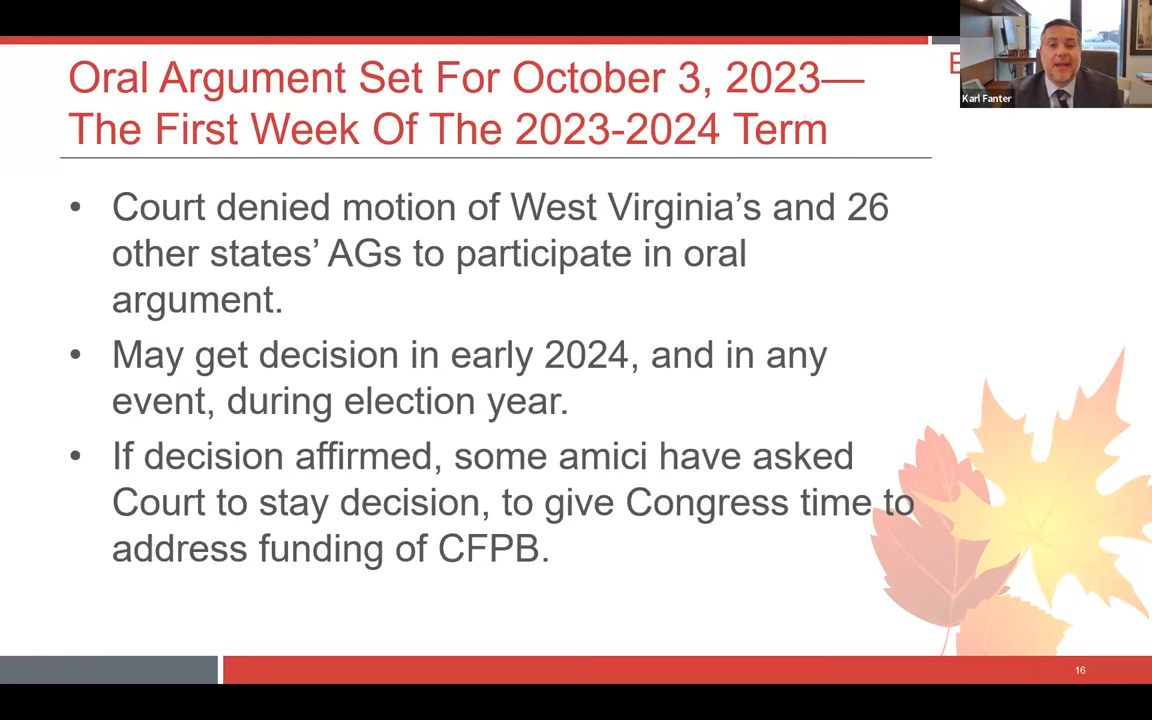 Oral Argument Set For October 3, 2023—
The First Week Of The 2023-2024 Term
• Court denied motion of West Virginia's and 26
other states' AGs to participate in oral
argument.
• May get decision in early 2024, and in any
event, during election year.
• If decision affirmed, some amici have asked
Court to stay decision, to give Congress time to
address funding of CFPB.
Karl Fanter
16